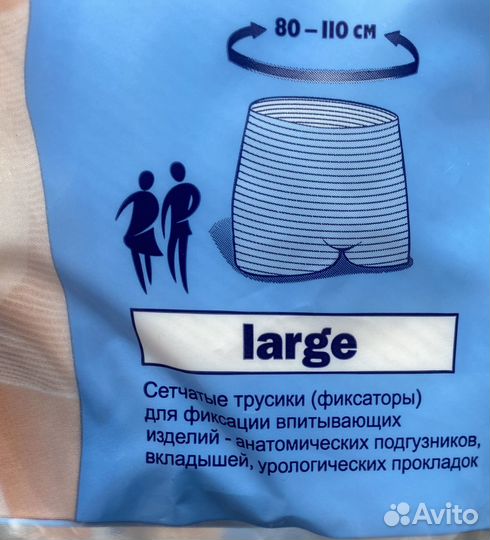 80 – 110 см
large
Сетчатые трусики (фиксаторы)
для фиксации впитывающих
изделий - анатомических подгузников,
вкладышей, урологических прокладок
Avito